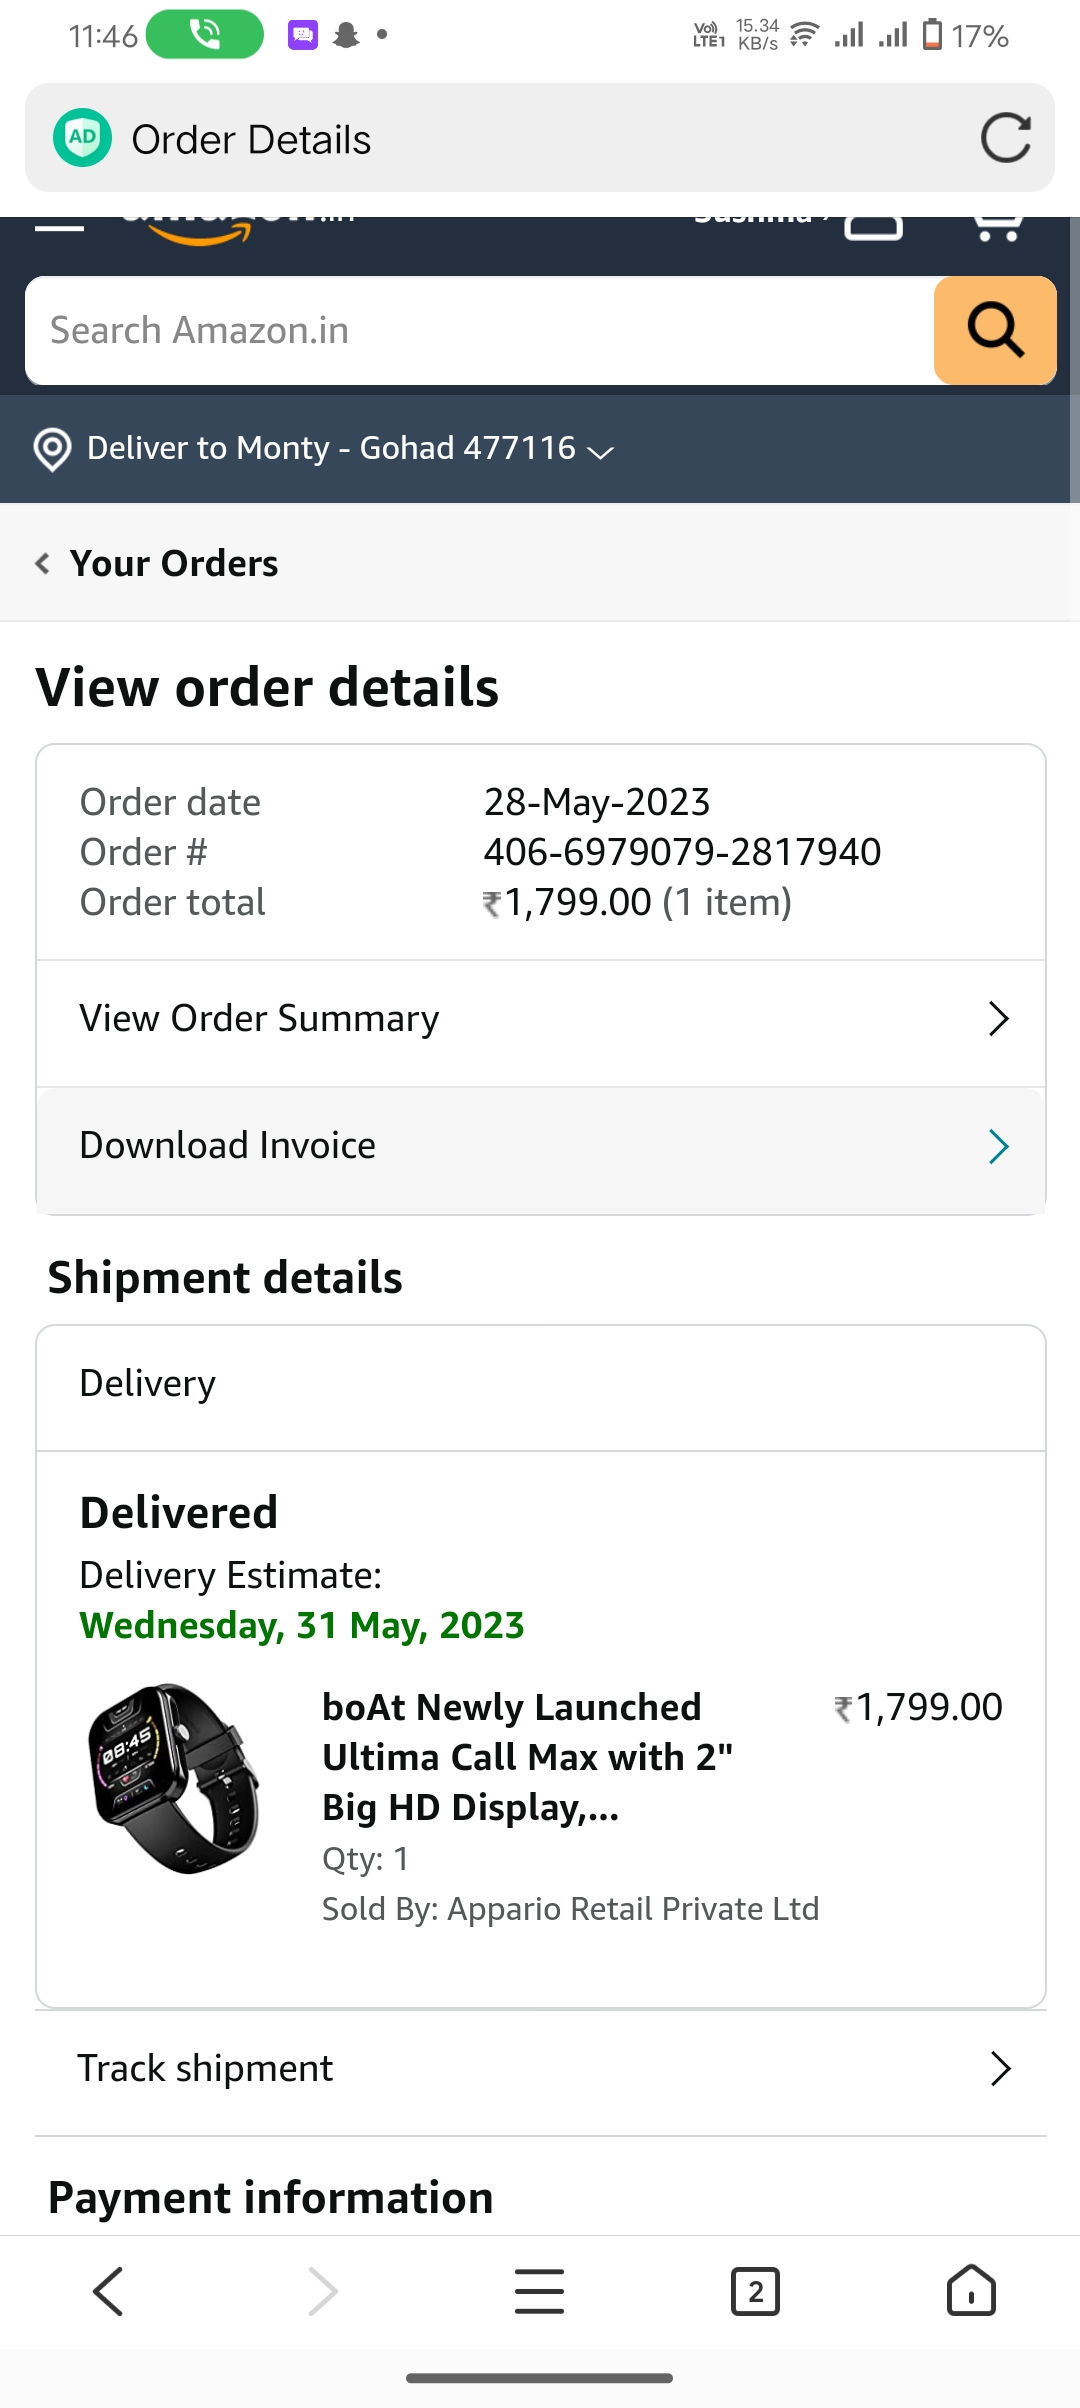 11:46
Vo)
LTE1
15.34
KB/s
17%
AD
Order Details
Search Amazon.in
Deliver to Monty - Gohad 477116
Your Orders
View order details
Order date 28-May-2023
Order # 406-6979079-2817940
Order total ₹1,799.00 (1 item)
View Order Summary
Download Invoice
Shipment details
Delivery
Delivered
Delivery Estimate:
Wednesday, 31 May, 2023
08:45
boAt Newly Launched ₹1,799.00
Ultima Call Max with 2"
Big HD Display,...
Qty: 1
Sold By: Appario Retail Private Ltd
Track shipment
Payment information
2